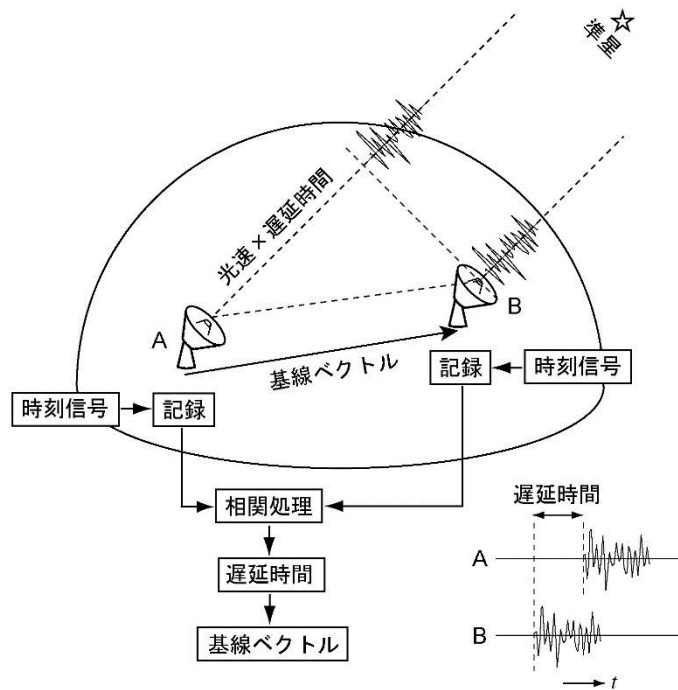 準星
光速×遅延時間
A
B
基線ベクトル
時刻信号
記録
記録
時刻信号
相関処理
遅延時間
基線ベクトル
遅延時間
A
B
t